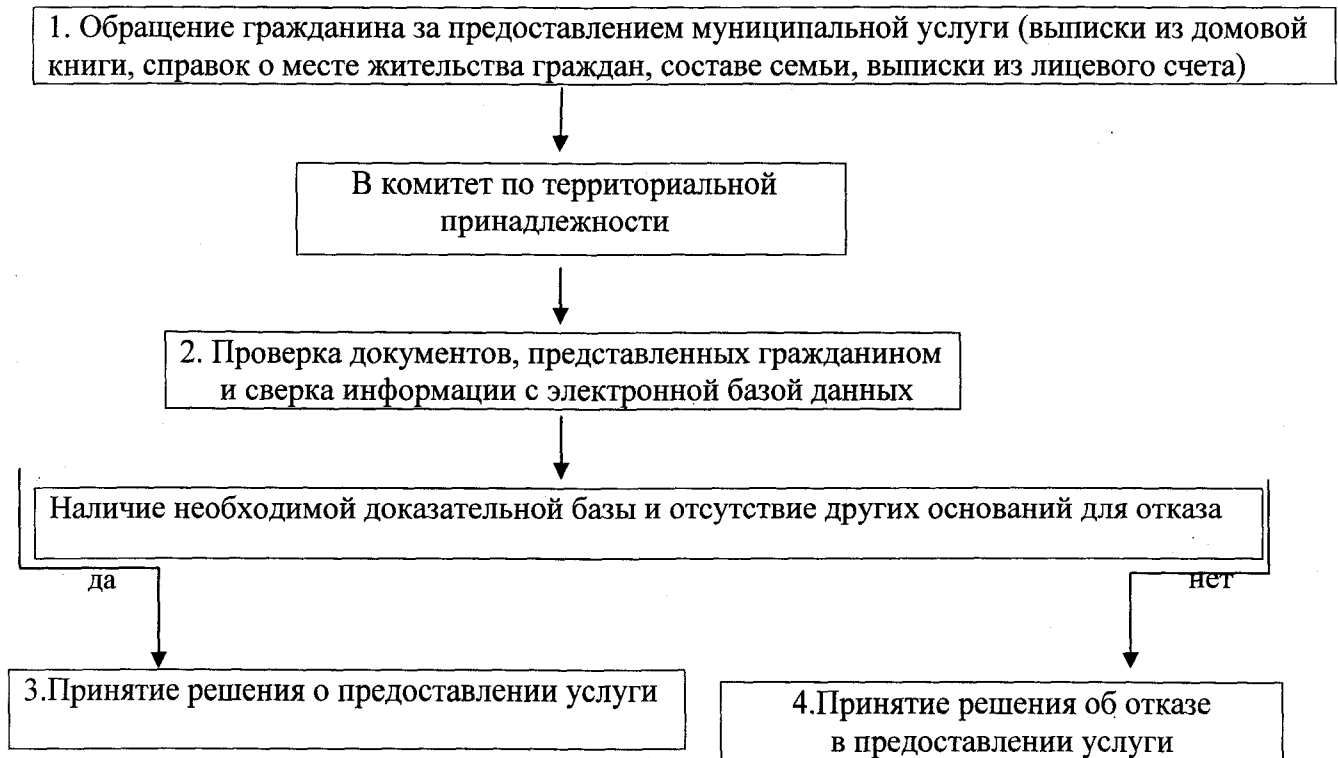 1. Обращение гражданина за предоставлением муниципальной услуги (выписки из домовой
книги, справок о месте жительства граждан, составе семьи, выписки из лицевого счета)
В комитет по территориальной
принадлежности
2. Проверка документов, представленных гражданином
и сверка информации с электронной базой данных
Наличие необходимой доказательной базы и отсутствие других оснований для отказа
да
нет
3.Принятие решения о предоставлении услуги
4.Принятие решения об отказе
в предоставлении услуги